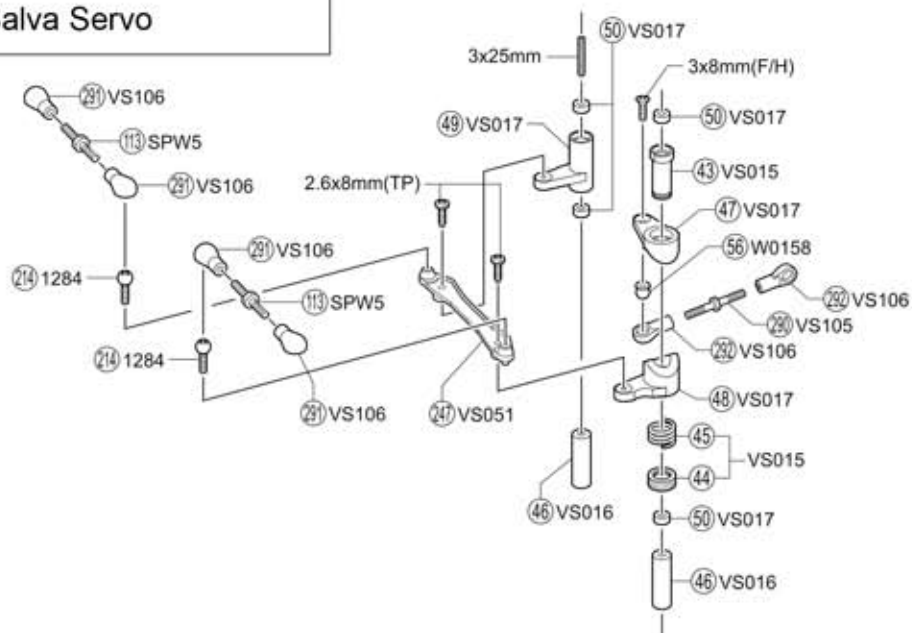 Salva Servo
50 VS017
3x25mm
3x8mm(F/H)
291 VS106
50 VS017
49 VS017
113 SPW5
43 VS015
291 VS106
2.6x8mm(TP)
47 VS017
291 VS106
56 W0158
214 1284
113 SPW5
292 VS106
290 VS105
292 VS106
214 1284
48 VS017
291 VS106
247 VS051
45
VS015
44
46 VS016
50 VS017
46 VS016